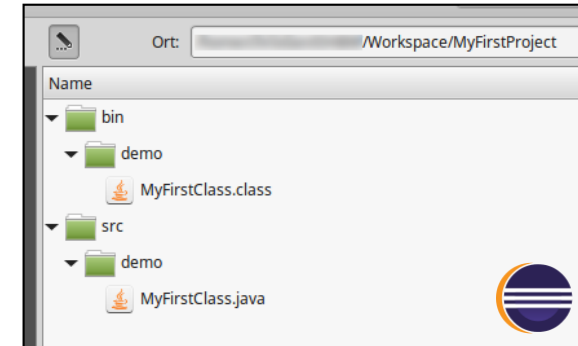 Ort: /Workspace/MyFirstProject
Name
bin
demo
MyFirstClass.class
src
demo
MyFirstClass.java